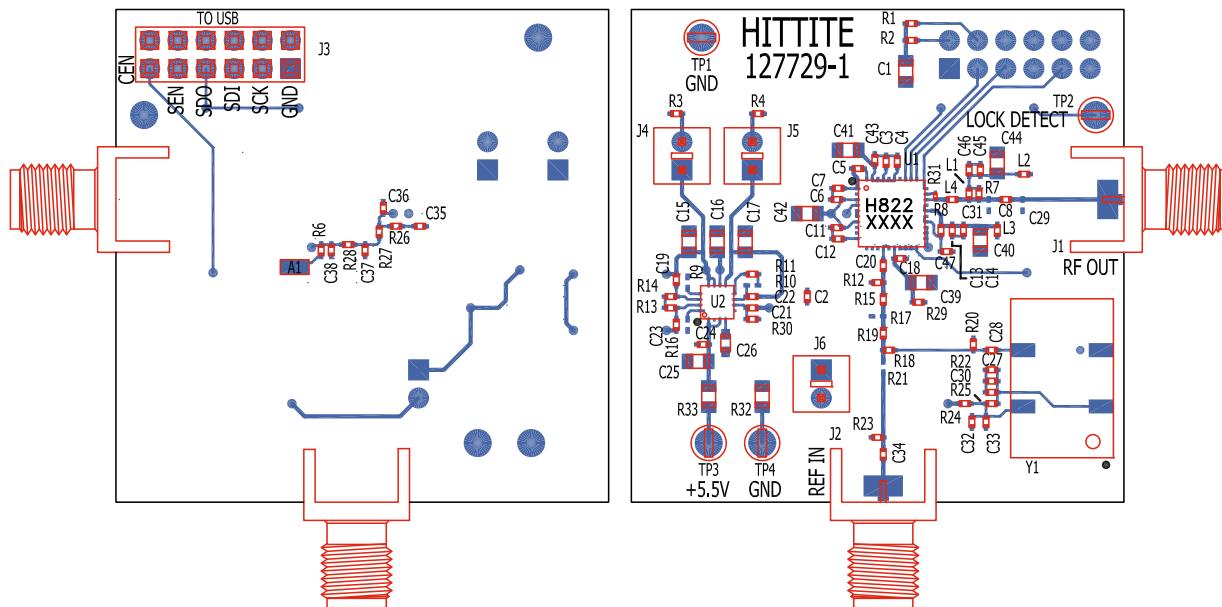 TO USB
J3
CEN
SEN
SDO
SDI
SCK
GND
C36
C35
R26
R27
R6
C38
R28
C37
A1
HITTITE
127729-1
TP1
GND
R1
R2
C1
TP2
LOCK DETECT
R3
R4
J4
J5
C41
C43
C3
C4
U1
C5
C7
C6
C42
C11
C12
H822
XXXX
R31
C46
C45
C44
L1
L2
L4
R7
R8
C31
C8
C29
L3
C40
C47
C13
C14
J1
RF OUT
C15
C16
C17
C19
R9
R11
R10
R14
R13
U2
C22
C21
R30
C2
C23
R16
C24
C26
C25
C20
C18
R12
C39
R15
R29
R17
R19
R18
R21
J6
R20
C28
R22
C27
C30
R25
R24
C32
C33
Y1
R33
R32
R23
J2
C34
TP3
+5.5V
TP4
GND
REF IN